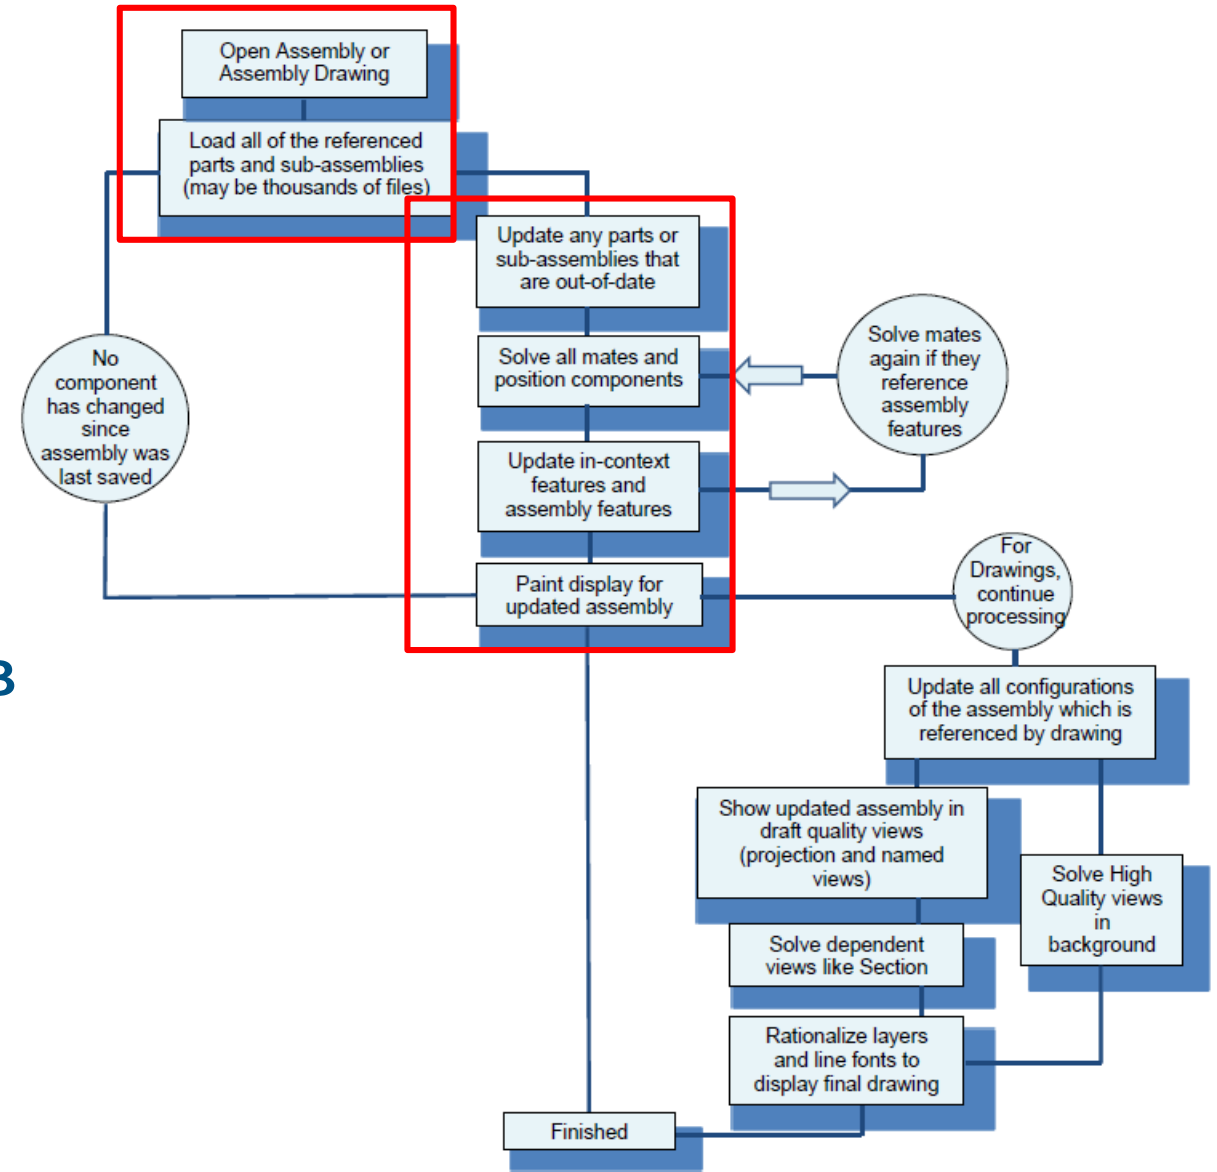 Open Assembly or
Assembly Drawing
Load all of the referenced
parts and sub-assemblies
(may be thousands of files)
Update any parts or
sub-assemblies that
are out-of-date
No
component
has changed
since
assembly was
last saved
Solve all mates and
position components
Solve mates
again if they
reference
assembly
features
Update in-context
features and
assembly features
Paint display for
updated assembly
For
Drawings,
continue
processing
B
Update all configurations
of the assembly which is
referenced by drawing
Show updated assembly in
draft quality views
(projection and named
views)
Solve High
Quality views
in
background
Solve dependent
views like Section
Rationalize layers
and line fonts to
display final drawing
Finished